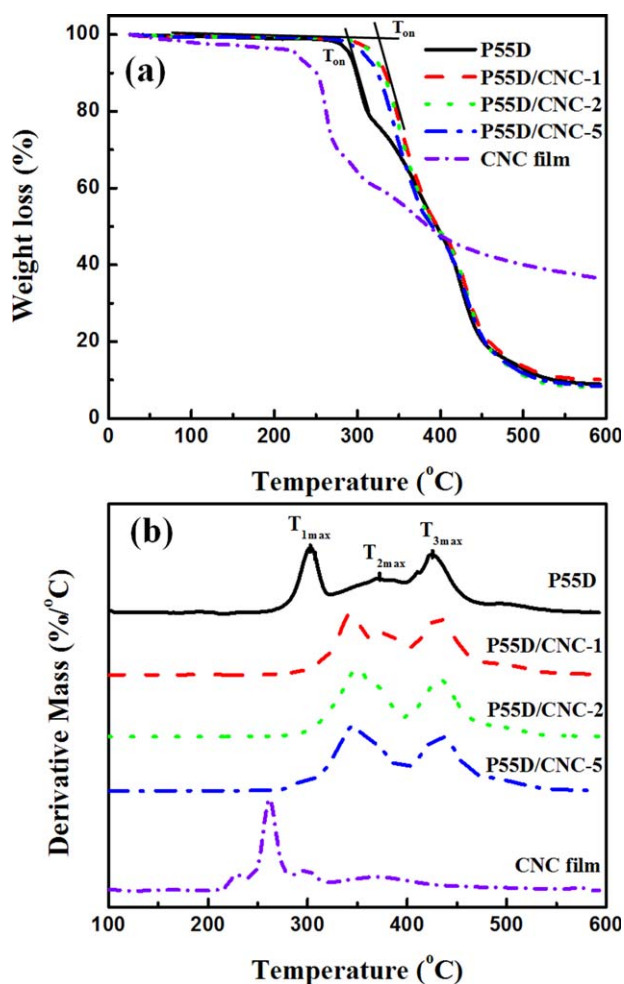 (a)
T_on
T_on
P55D
P55D/CNC-1
P55D/CNC-2
P55D/CNC-5
CNC film
Weight loss (%)
100
80
60
40
20
0
0
100
200
300
400
500
600
Temperature (°C)
(b)
T_1max
T_2max
T_3max
P55D
P55D/CNC-1
P55D/CNC-2
P55D/CNC-5
CNC film
Derivative Mass (%/°C)
100
200
300
400
500
600
Temperature (°C)